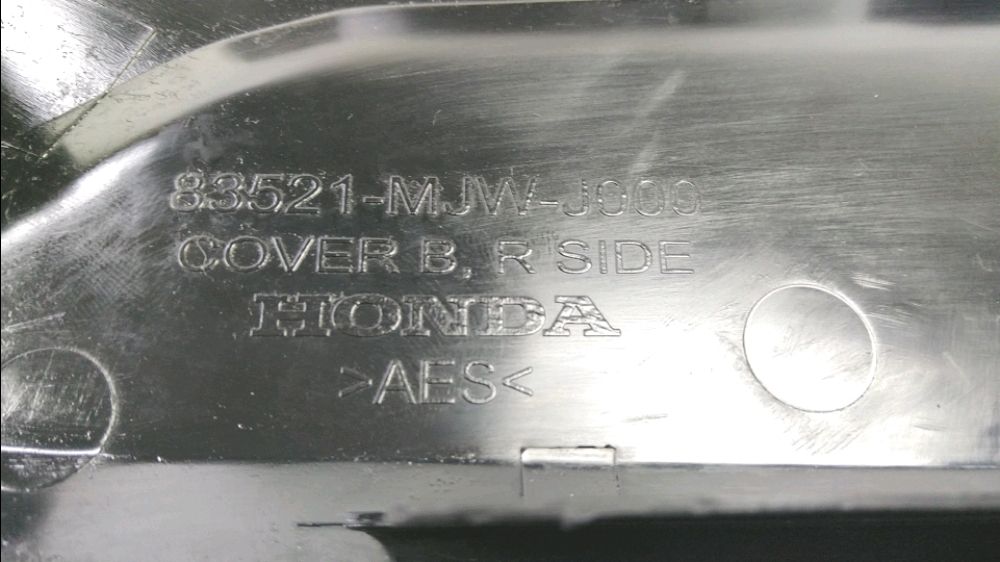 83521-MJW-J000
COVER B, R SIDE
HONDA
>AES<